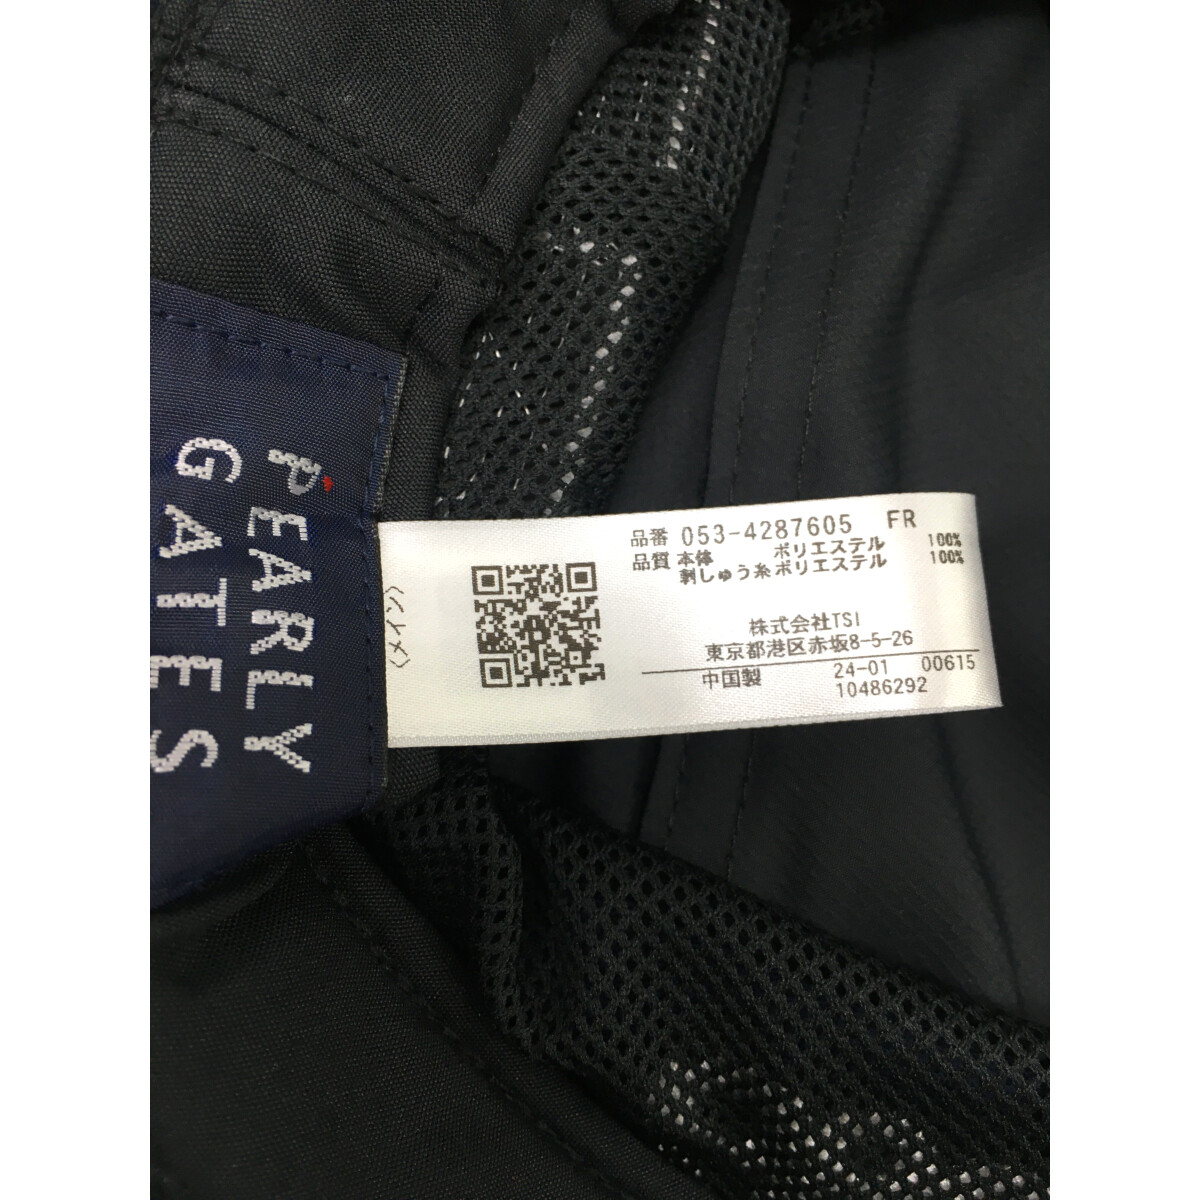 PEARLY
GATES
(メイン)
品番 053-4287605 FR
品質 本体 ポリエステル 100%
刺しゅう糸 ポリエステル 100%
株式会社TSI
東京都港区赤坂8-5-26
中国製 24-01 00615
10486292